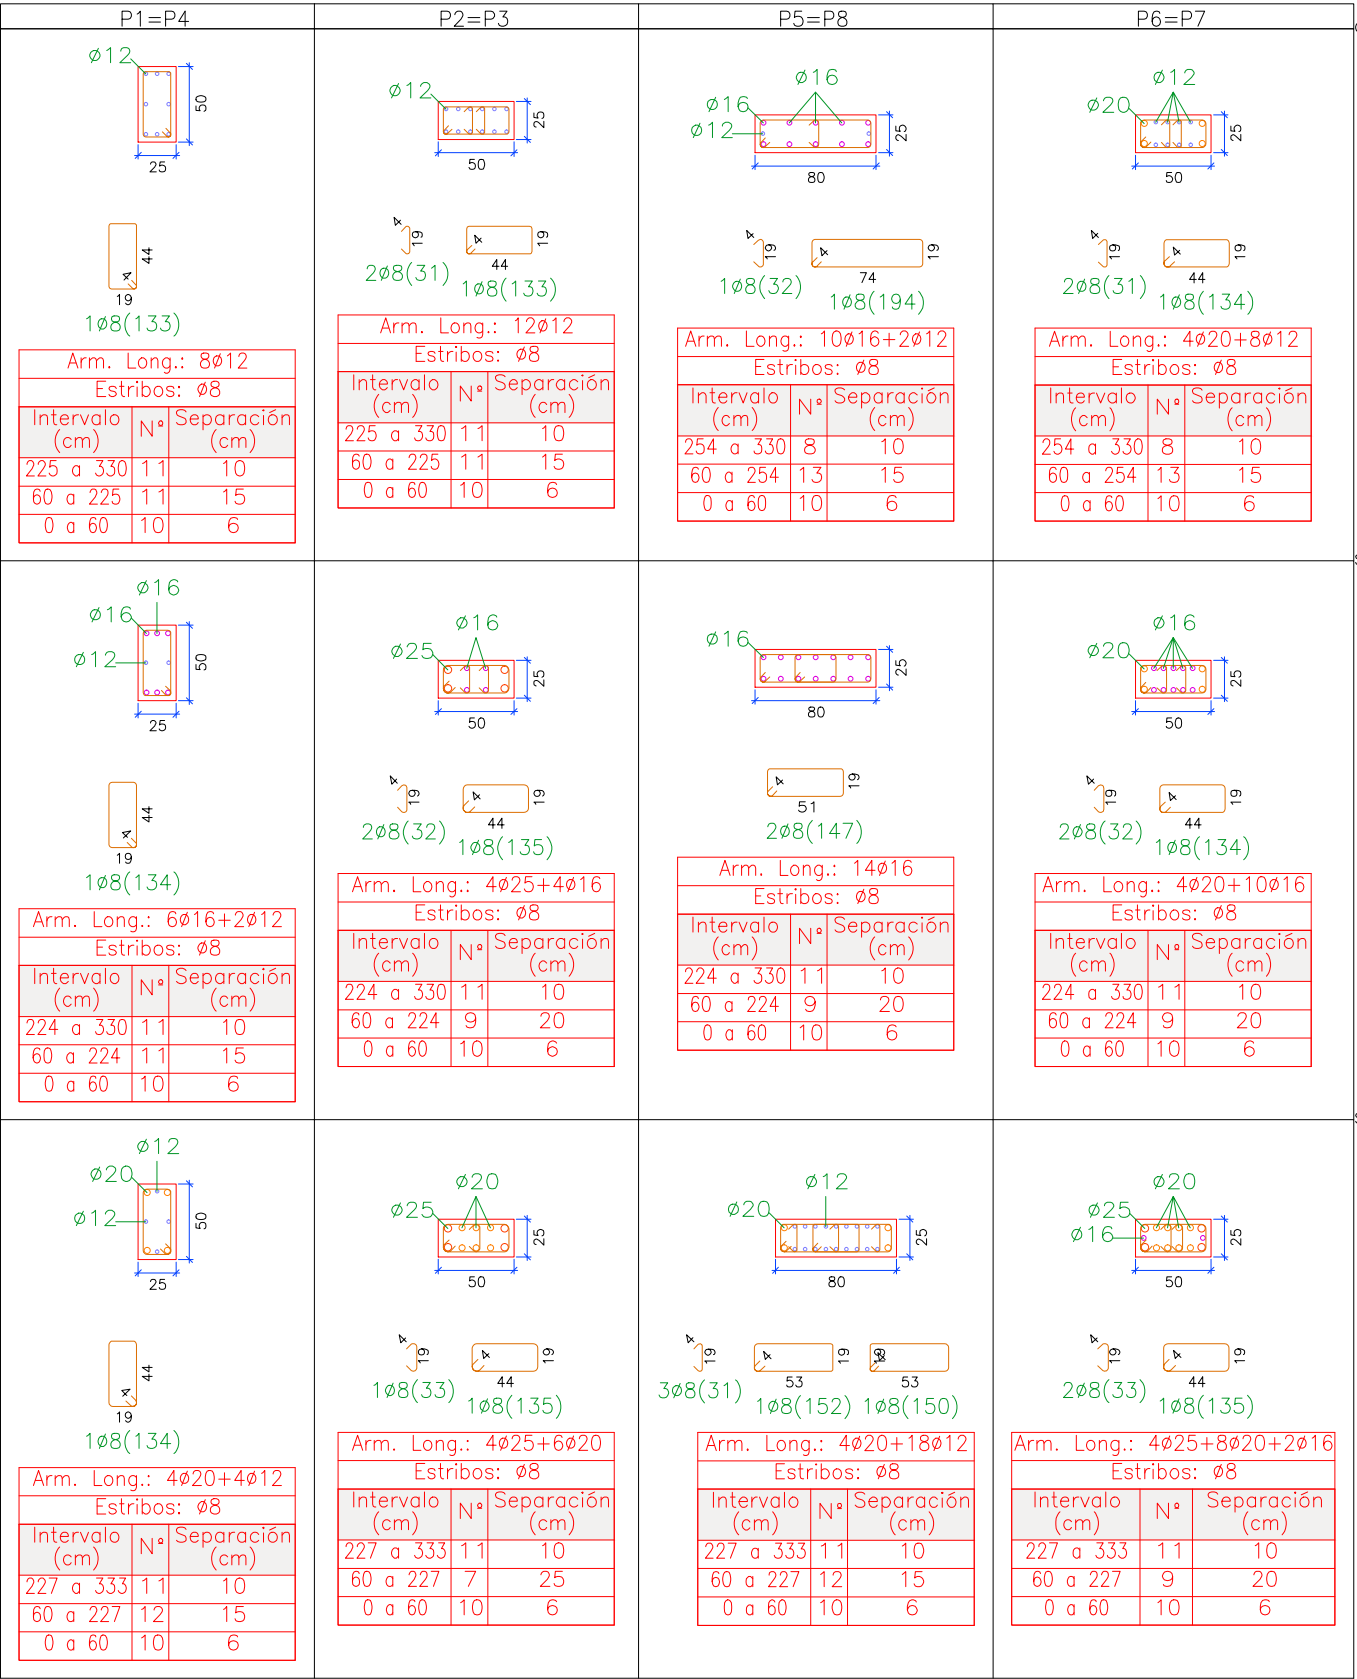 P1=P4
P2=P3
P5=P8
P6=P7
ø12
50
25
44
4
19
1ø8(133)
Arm. Long.: 8ø12
Estribos: ø8
Intervalo (cm) Nº Separación (cm)
225 a 330 11 10
60 a 225 11 15
0 a 60 10 6
ø12
25
50
4
19
2ø8(31)
4
19
44
1ø8(133)
Arm. Long.: 12ø12
Estribos: ø8
Intervalo (cm) Nº Separación (cm)
225 a 330 11 10
60 a 225 11 15
0 a 60 10 6
ø16
ø16
ø12
25
80
4
19
1ø8(32)
4
19
74
1ø8(194)
Arm. Long.: 10ø16+2ø12
Estribos: ø8
Intervalo (cm) Nº Separación (cm)
254 a 330 8 10
60 a 254 13 15
0 a 60 10 6
ø12
ø20
25
50
4
19
2ø8(31)
4
19
44
1ø8(134)
Arm. Long.: 4ø20+8ø12
Estribos: ø8
Intervalo (cm) Nº Separación (cm)
254 a 330 8 10
60 a 254 13 15
0 a 60 10 6
ø16
ø16
ø12
50
25
44
4
19
1ø8(134)
Arm. Long.: 6ø16+2ø12
Estribos: ø8
Intervalo (cm) Nº Separación (cm)
224 a 330 11 10
60 a 224 11 15
0 a 60 10 6
ø16
ø25
25
50
4
19
2ø8(32)
4
19
44
1ø8(135)
Arm. Long.: 4ø25+4ø16
Estribos: ø8
Intervalo (cm) Nº Separación (cm)
224 a 330 11 10
60 a 224 9 20
0 a 60 10 6
ø16
25
80
4
19
51
2ø8(147)
Arm. Long.: 14ø16
Estribos: ø8
Intervalo (cm) Nº Separación (cm)
224 a 330 11 10
60 a 224 9 20
0 a 60 10 6
ø16
ø20
25
50
4
19
2ø8(32)
4
19
44
1ø8(134)
Arm. Long.: 4ø20+10ø16
Estribos: ø8
Intervalo (cm) Nº Separación (cm)
224 a 330 11 10
60 a 224 9 20
0 a 60 10 6
ø12
ø20
ø12
50
25
44
4
19
1ø8(134)
Arm. Long.: 4ø20+4ø12
Estribos: ø8
Intervalo (cm) Nº Separación (cm)
227 a 333 11 10
60 a 227 12 15
0 a 60 10 6
ø20
ø25
25
50
4
19
1ø8(33)
4
19
44
1ø8(135)
Arm. Long.: 4ø25+6ø20
Estribos: ø8
Intervalo (cm) Nº Separación (cm)
227 a 333 11 10
60 a 227 7 25
0 a 60 10 6
ø12
ø20
25
80
4
19
3ø8(31)
4
19
53
1ø8(152)
19
53
1ø8(150)
Arm. Long.: 4ø20+18ø12
Estribos: ø8
Intervalo (cm) Nº Separación (cm)
227 a 333 11 10
60 a 227 12 15
0 a 60 10 6
ø20
ø25
ø16
25
50
4
19
2ø8(33)
4
19
44
1ø8(135)
Arm. Long.: 4ø25+8ø20+2ø16
Estribos: ø8
Intervalo (cm) Nº Separación (cm)
227 a 333 11 10
60 a 227 9 20
0 a 60 10 6